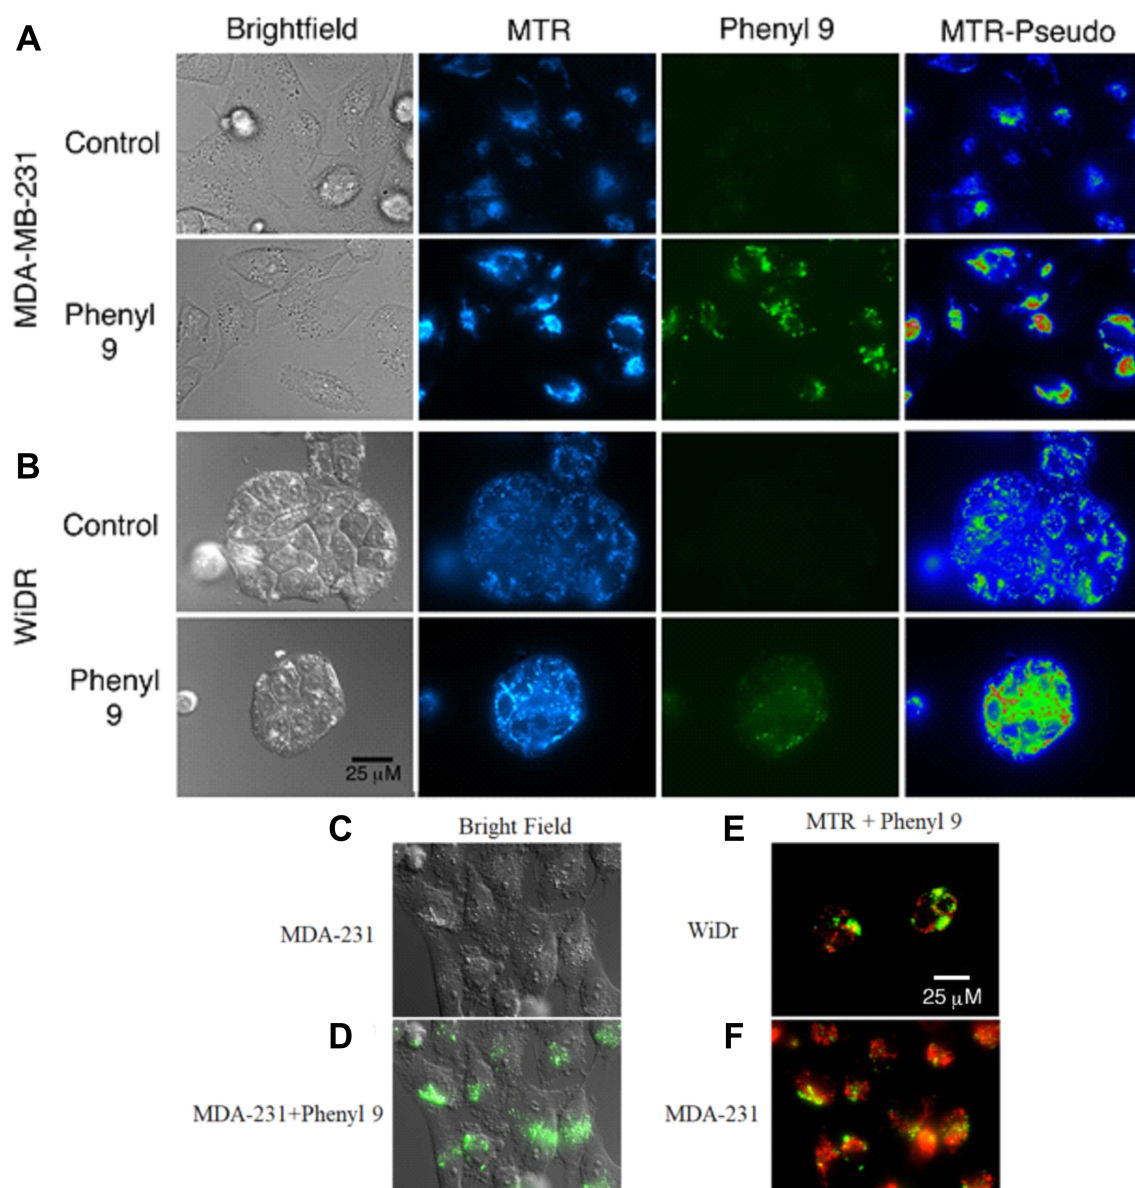 A
Brightfield
MTR
Phenyl 9
MTR-Pseudo
MDA-MB-231
Control
Phenyl
9
B
WiDR
Control
Phenyl
9
25 µM
C
Bright Field
E
MTR + Phenyl 9
MDA-231
WiDr
25 µM
D
F
MDA-231+Phenyl 9
MDA-231